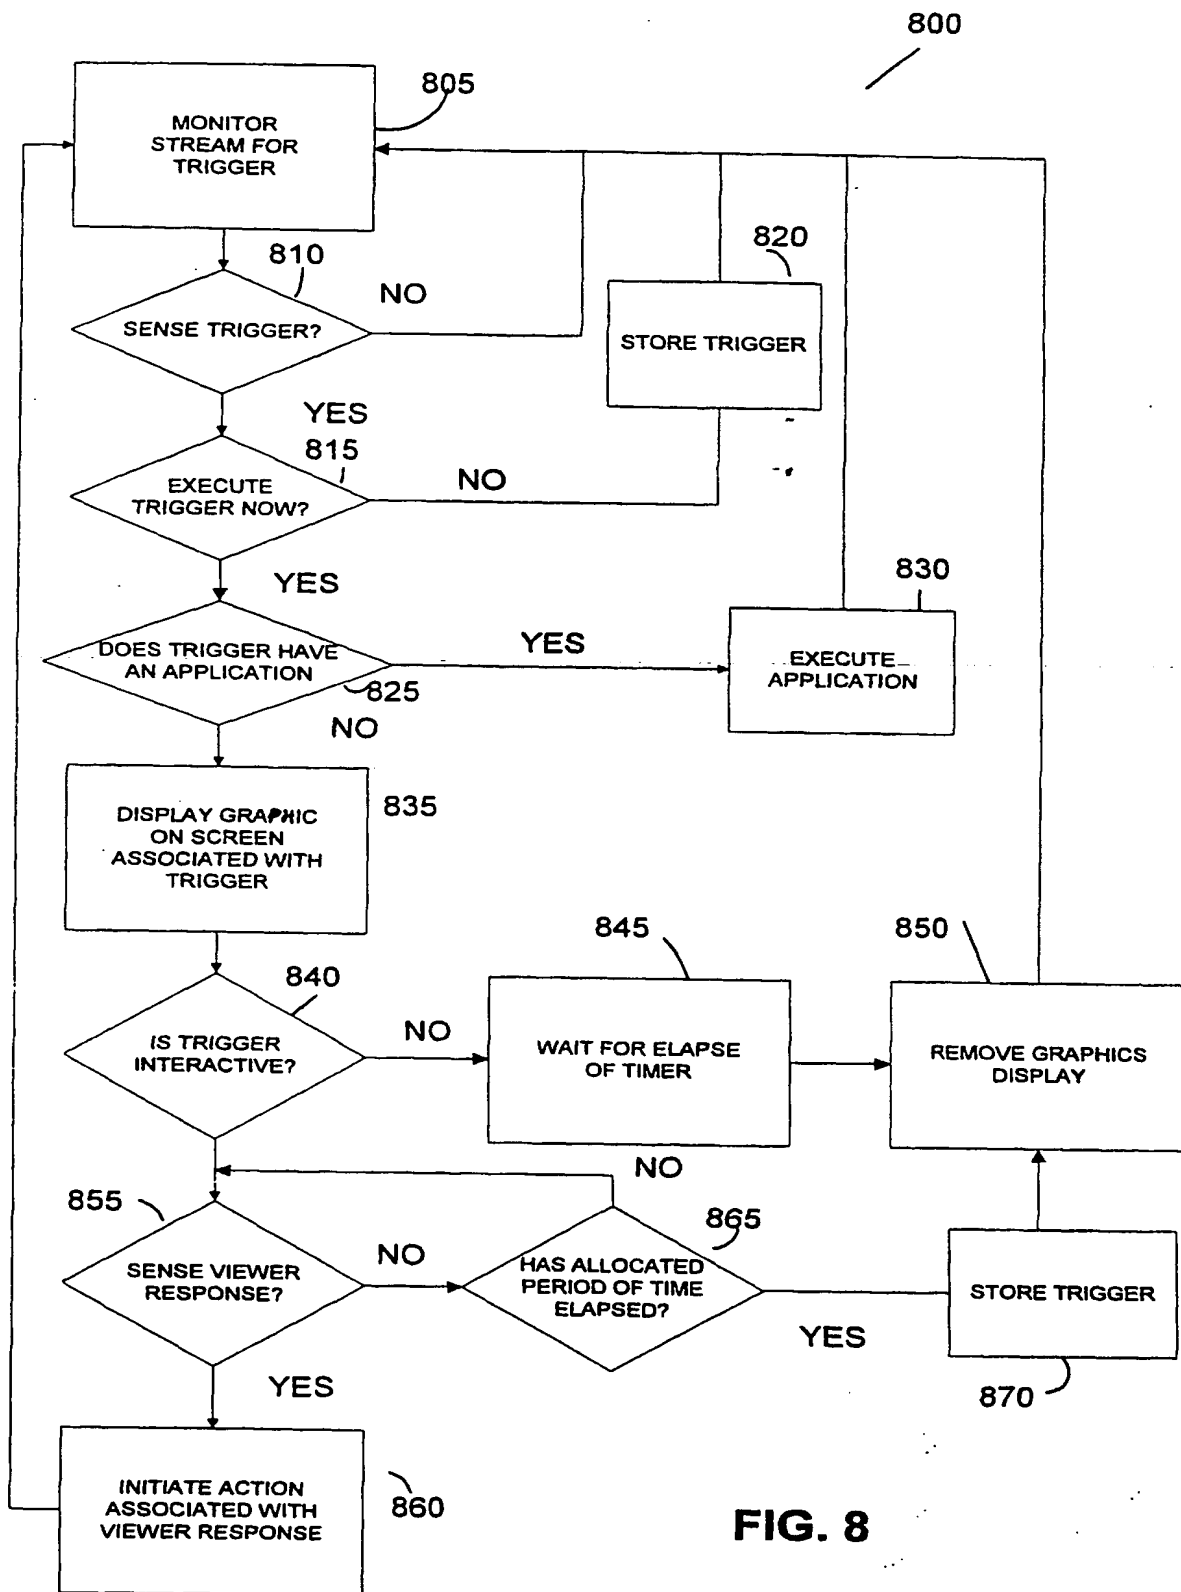 800
805
MONITOR
STREAM FOR
TRIGGER
810
NO
SENSE TRIGGER?
820
STORE TRIGGER
YES
815
EXECUTE
TRIGGER NOW?
NO
YES
830
DOES TRIGGER HAVE
AN APPLICATION
825
YES
EXECUTE
APPLICATION
NO
DISPLAY GRAPHIC
ON SCREEN
ASSOCIATED WITH
TRIGGER
835
840
IS TRIGGER
INTERACTIVE?
NO
845
WAIT FOR ELAPSE
OF TIMER
850
REMOVE GRAPHICS
DISPLAY
NO
855
SENSE VIEWER
RESPONSE?
NO
865
HAS ALLOCATED
PERIOD OF TIME
ELAPSED?
YES
STORE TRIGGER
870
YES
INITIATE ACTION
ASSOCIATED WITH
VIEWER RESPONSE
860
FIG. 8